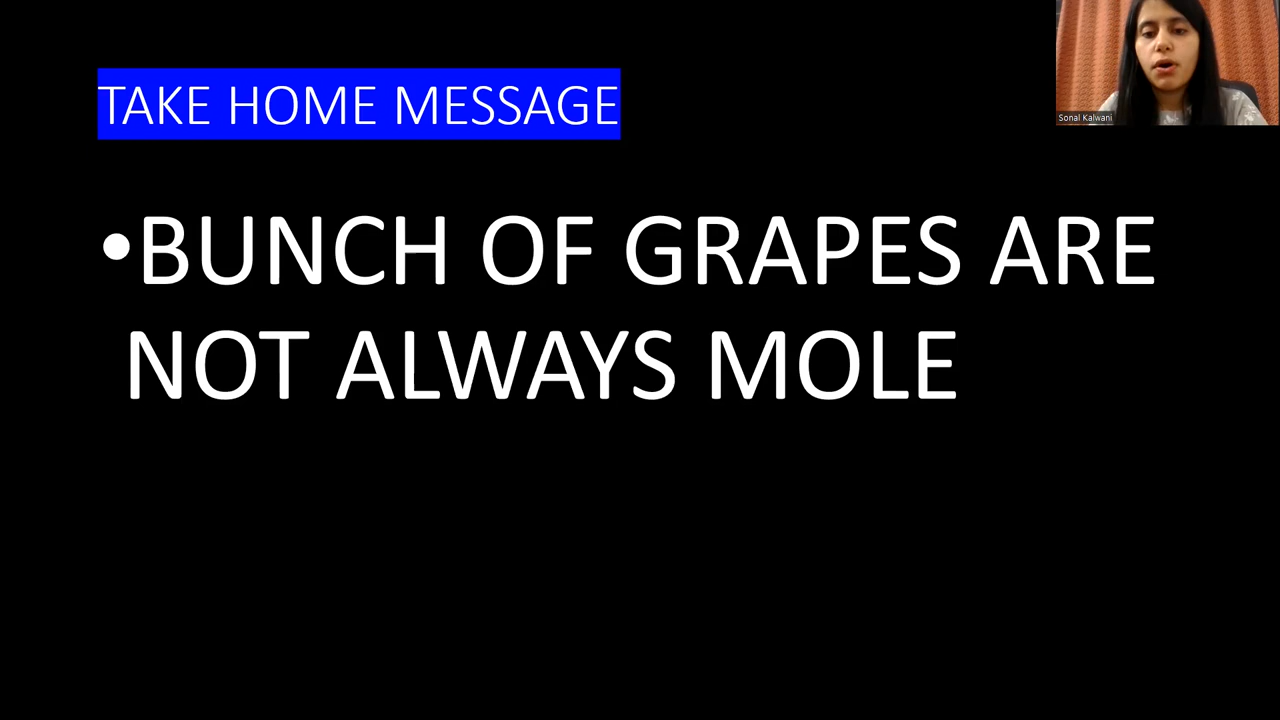 TAKE HOME MESSAGE
•BUNCH OF GRAPES ARE
NOT ALWAYS MOLE
Sonal Kalwani